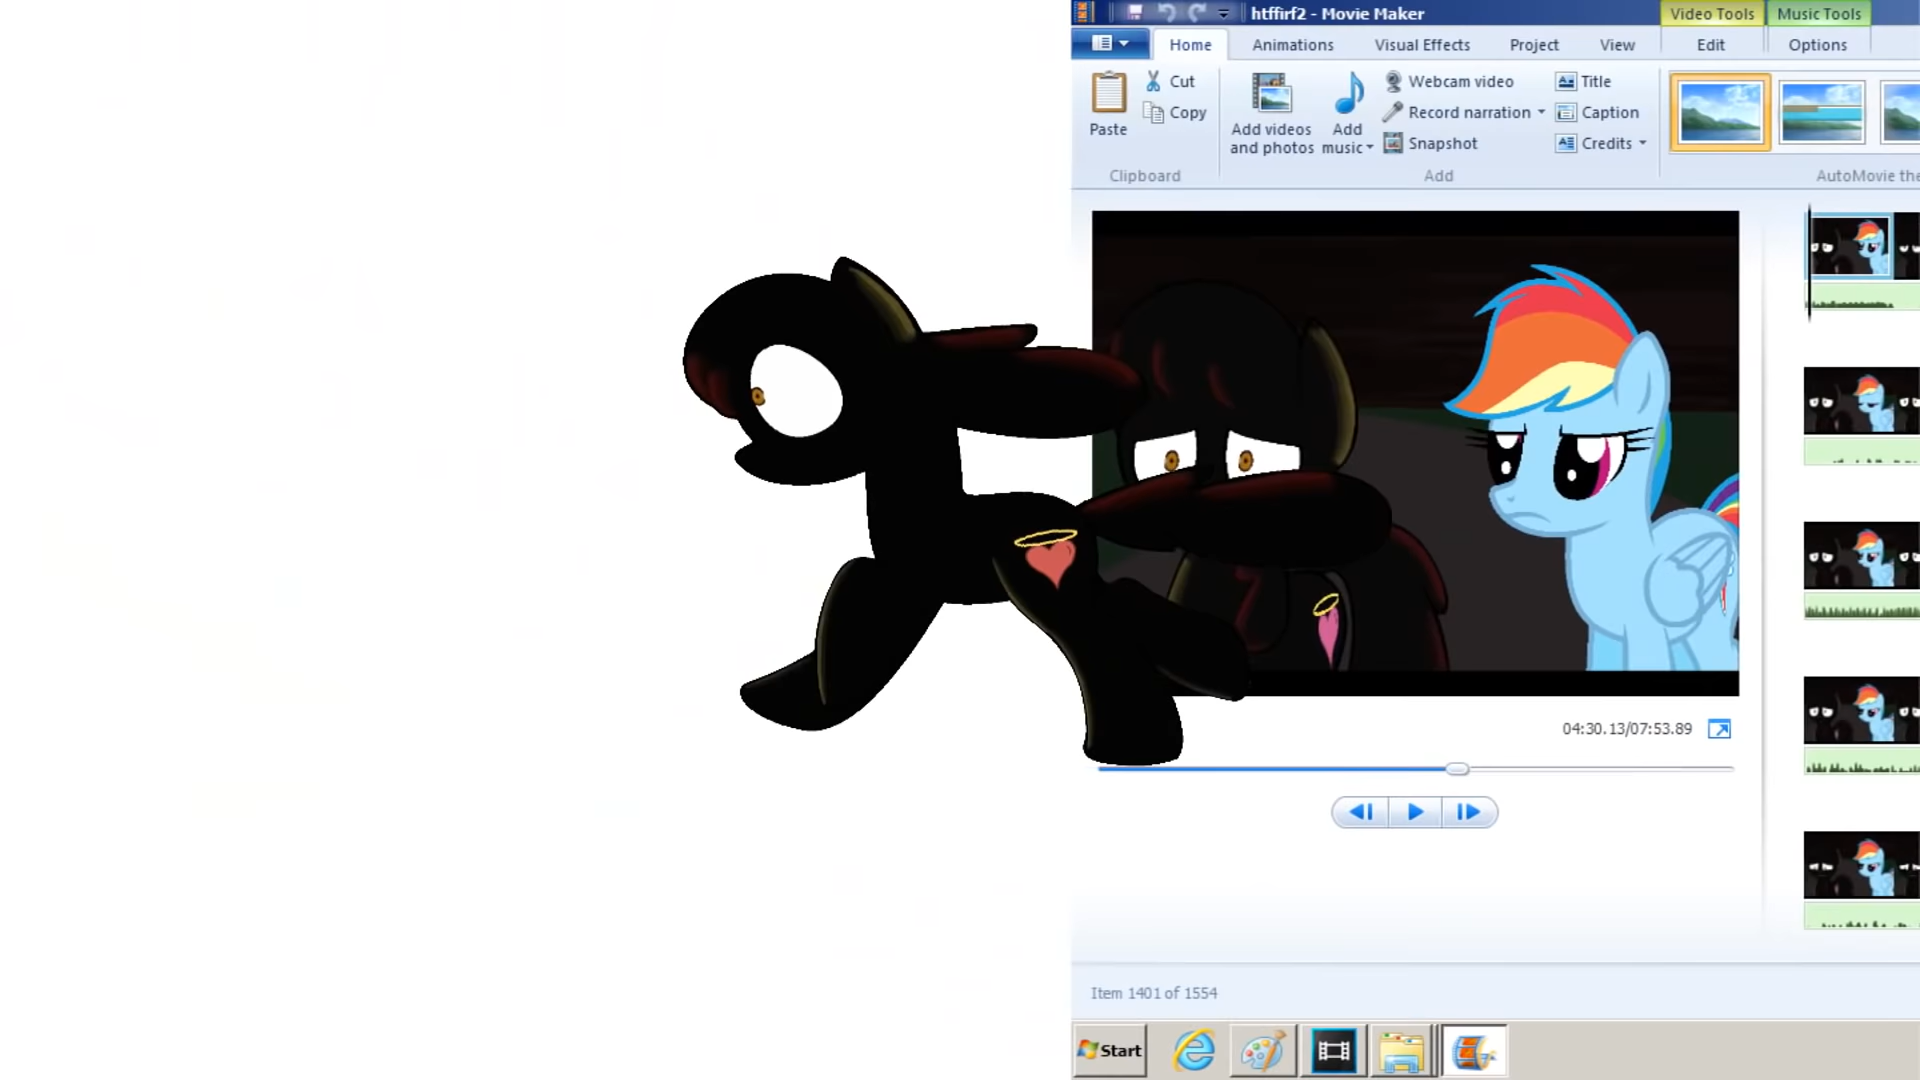 htffirf2 - Movie Maker
Video Tools
Music Tools
Home
Animations
Visual Effects
Project
View
Edit
Options
Paste
Cut
Copy
Clipboard
Add videos
and photos
Add
music
Webcam video
Record narration
Snapshot
Title
Caption
Credits
Add
AutoMovie the
04:30.13/07:53.89
Item 1401 of 1554
Start